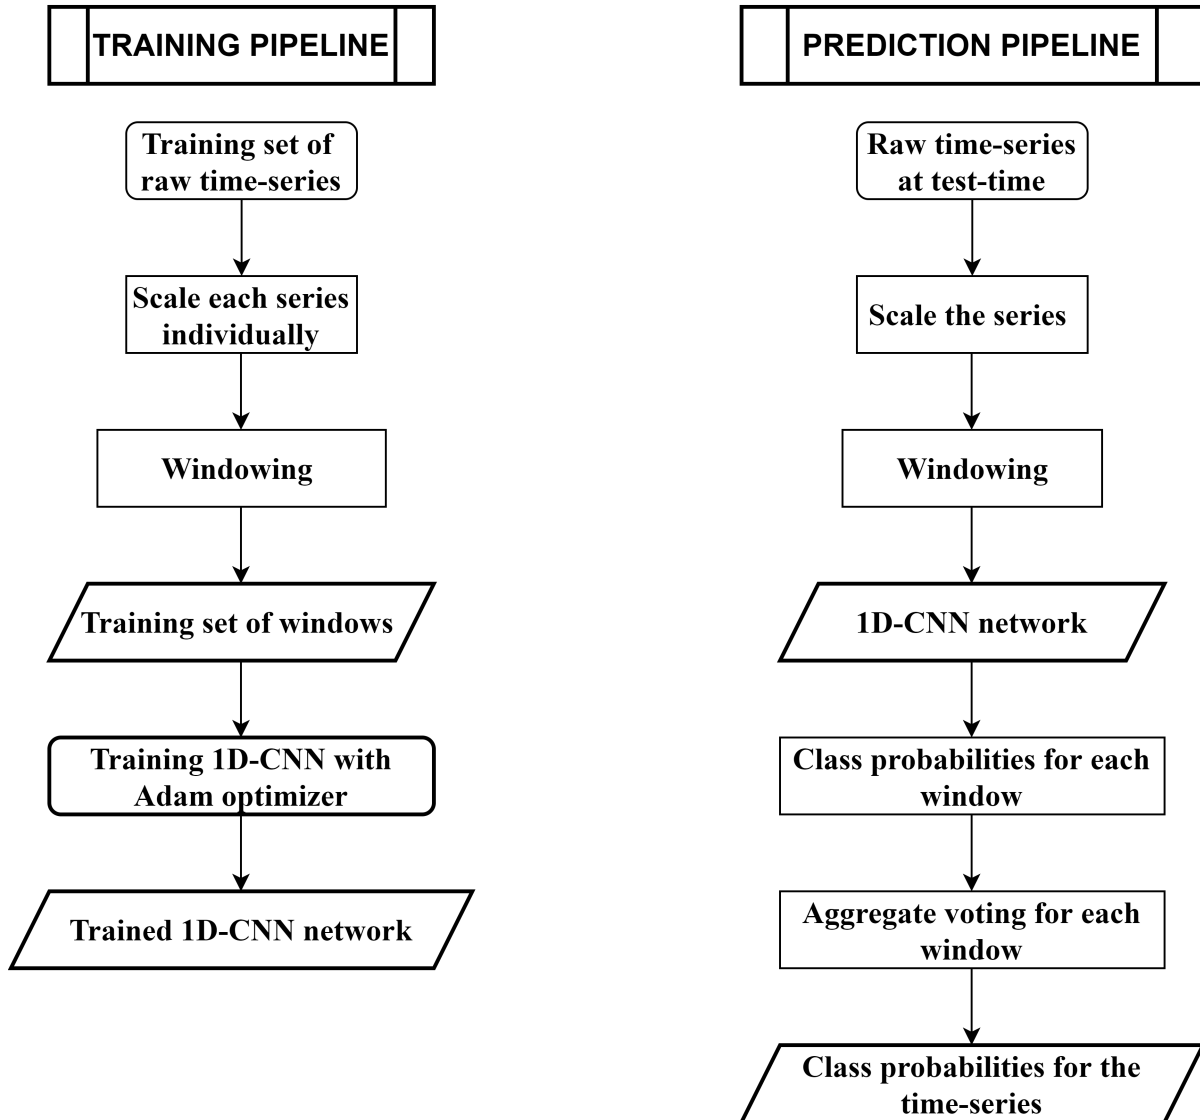 TRAINING PIPELINE
Training set of
raw time-series
Scale each series
individually
Windowing
Training set of windows
Training 1D-CNN with
Adam optimizer
Trained 1D-CNN network
PREDICTION PIPELINE
Raw time-series
at test-time
Scale the series
Windowing
1D-CNN network
Class probabilities for each
window
Aggregate voting for each
window
Class probabilities for the
time-series